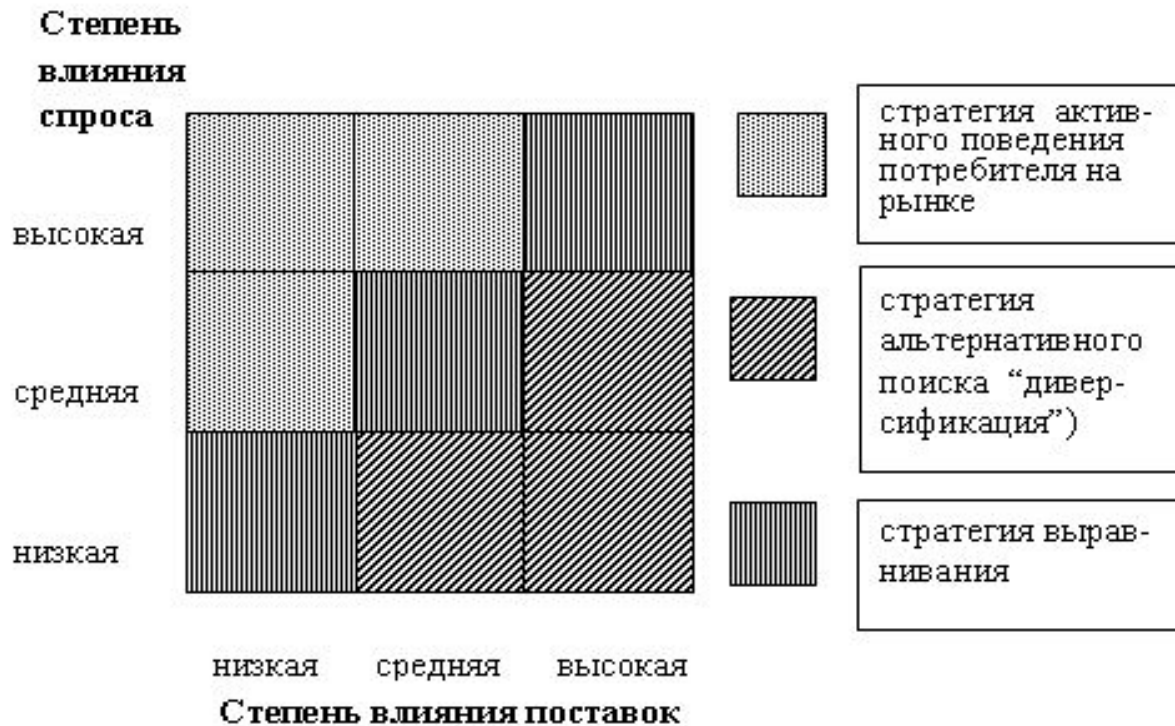 Степень
влияния
спроса
высокая
средняя
низкая
низкая средняя высокая
Степень влияния поставок
стратегия актив-
ного поведения
потребителя на
рынке
стратегия
альтернативного
поиска “дивер-
сификация”)
стратегия вырав-
нивания